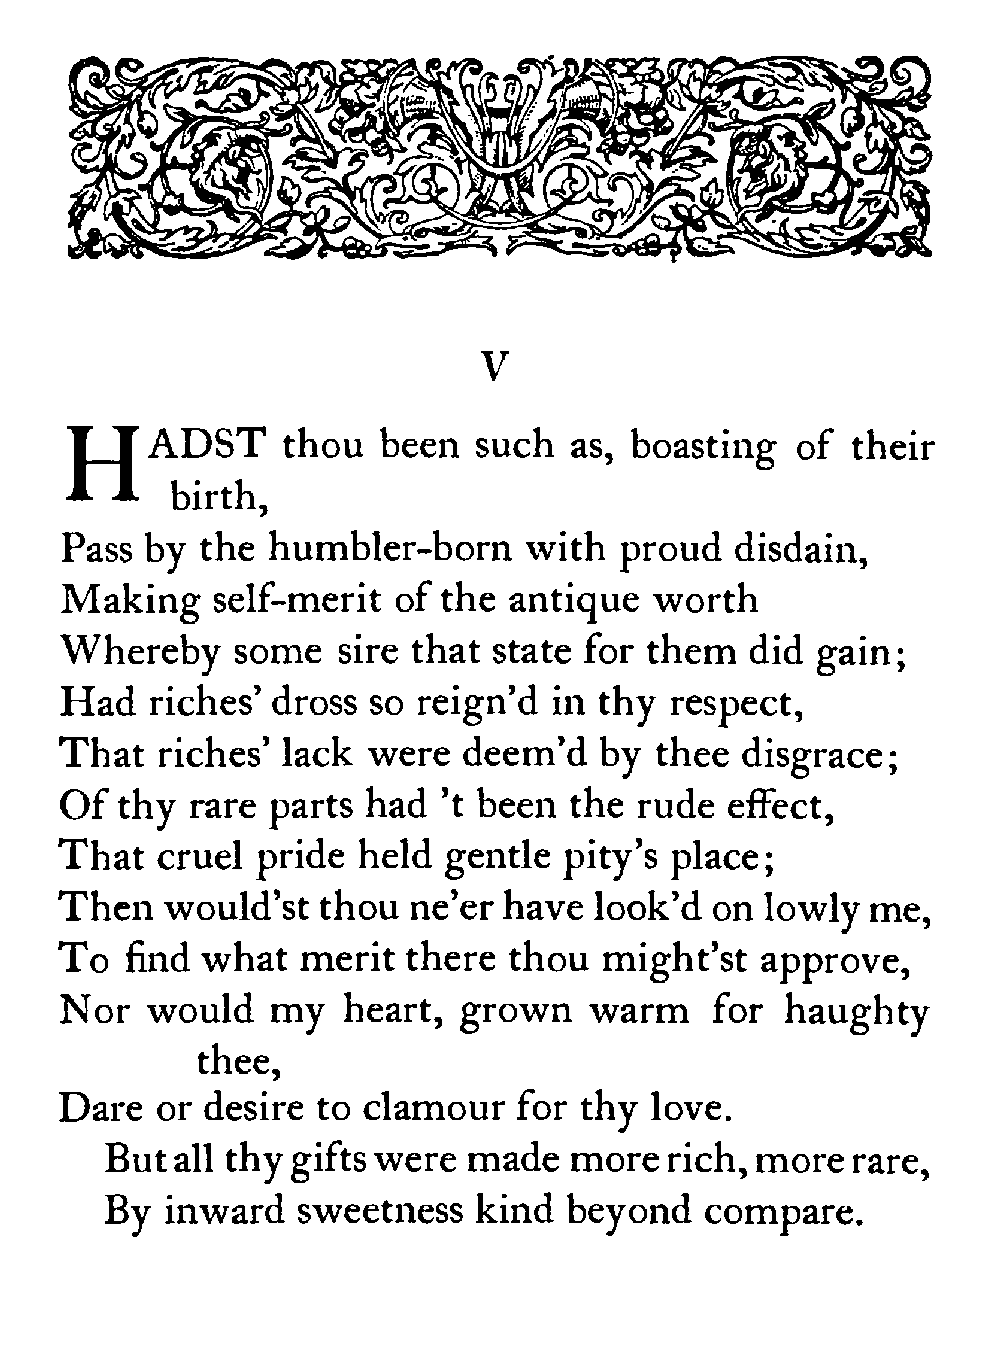 V
HADST thou been such as, boasting of their
birth,
Pass by the humbler-born with proud disdain,
Making self-merit of the antique worth
Whereby some sire that state for them did gain;
Had riches’ dross so reign’d in thy respect,
That riches’ lack were deem’d by thee disgrace;
Of thy rare parts had ’t been the rude effect,
That cruel pride held gentle pity’s place;
Then would’st thou ne’er have look’d on lowly me,
To find what merit there thou might’st approve,
Nor would my heart, grown warm for haughty
thee,
Dare or desire to clamour for thy love.
But all thy gifts were made more rich, more rare,
By inward sweetness kind beyond compare.